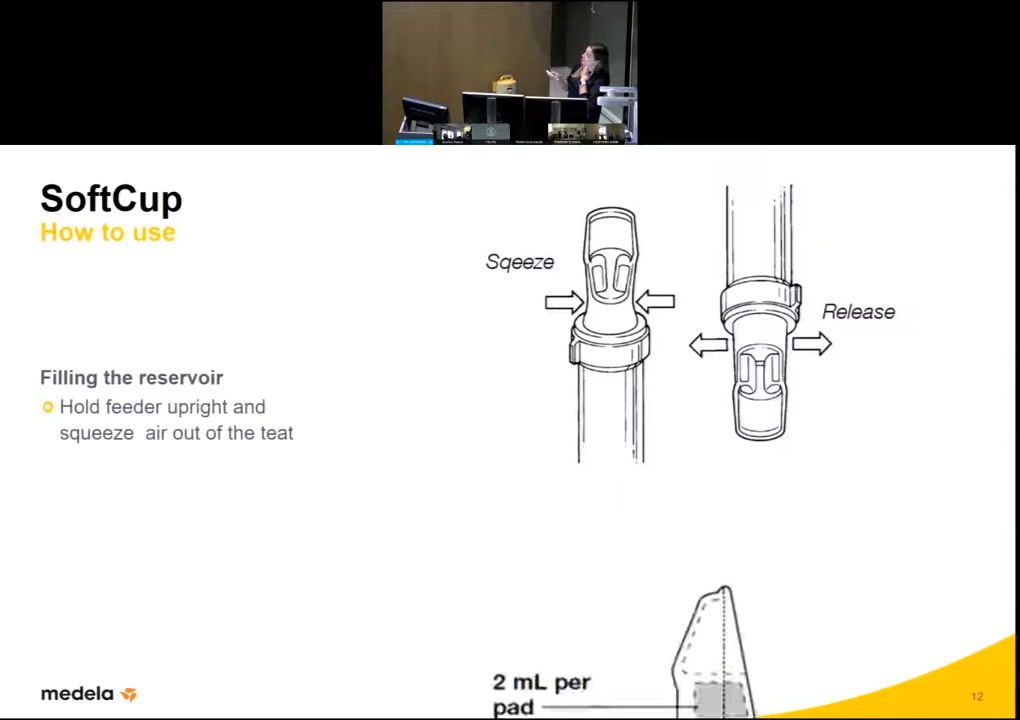 SoftCup
How to use
Sqeeze
Release
Filling the reservoir
Hold feeder upright and
squeeze air out of the teat
2 mL per
pad
medela
12